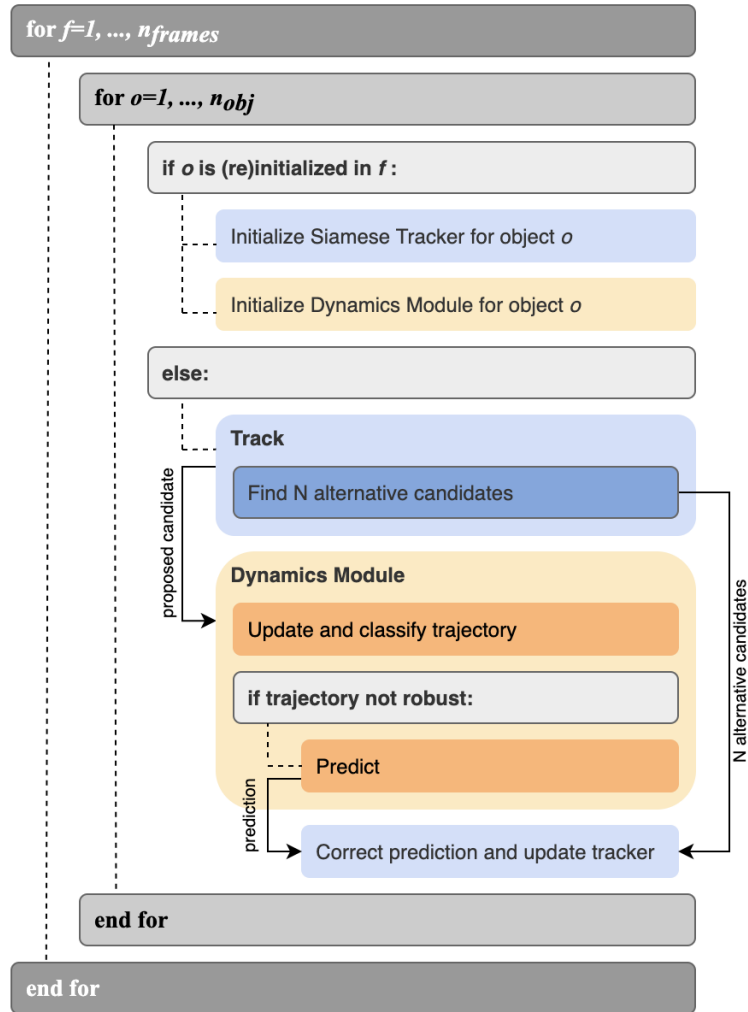 for f=1, ..., nframes
for o=1, ..., nobj
if o is (re)initialized in f :
Initialize Siamese Tracker for object o
Initialize Dynamics Module for object o
else:
Track
Find N alternative candidates
proposed candidate
Dynamics Module
Update and classify trajectory
if trajectory not robust:
Predict
prediction
N alternative candidates
Correct prediction and update tracker
end for
end for